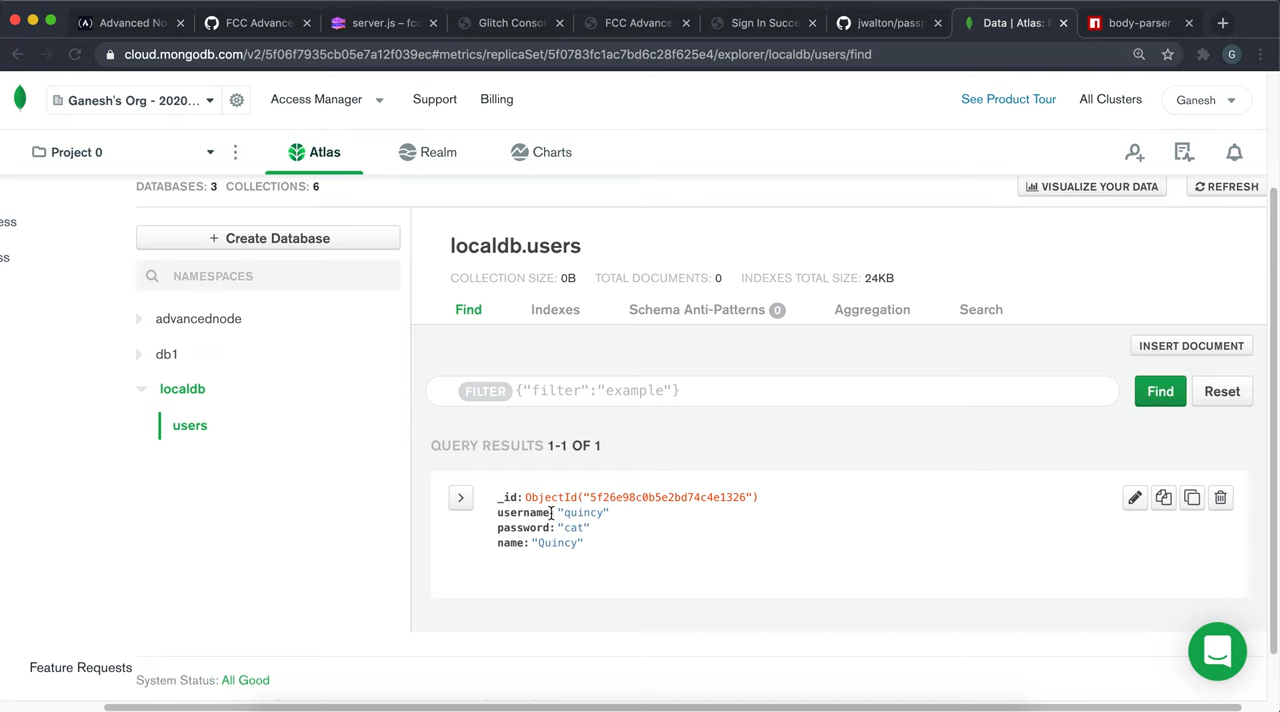 Advanced No
FCC Advance
server.js – fcc
Glitch Consol
FCC Advance
Sign In Succe
jwalton/passp
Data | Atlas:
body-parser
cloud.mongodb.com/v2/5f06f7935cb05e7a12f039ec#metrics/replicaSet/5f0783fc1ac7bd6c28f625e4/explorer/localdb/users/find
G
Ganesh's Org - 2020...
Access Manager
Support
Billing
See Product Tour
All Clusters
Ganesh
Project 0
Atlas
Realm
Charts
DATABASES: 3 COLLECTIONS: 6
VISUALIZE YOUR DATA
REFRESH
ess
ss
+ Create Database
NAMESPACES
advancednode
db1
localdb
users
localdb.users
COLLECTION SIZE: 0B TOTAL DOCUMENTS: 0 INDEXES TOTAL SIZE: 24KB
Find
Indexes
Schema Anti-Patterns 0
Aggregation
Search
INSERT DOCUMENT
FILTER {"filter":"example"}
Find
Reset
QUERY RESULTS 1-1 OF 1
_id: ObjectId("5f26e98c0b5e2bd74c4e1326")
username: "quincy"
password: "cat"
name: "Quincy"
Feature Requests
System Status: All Good